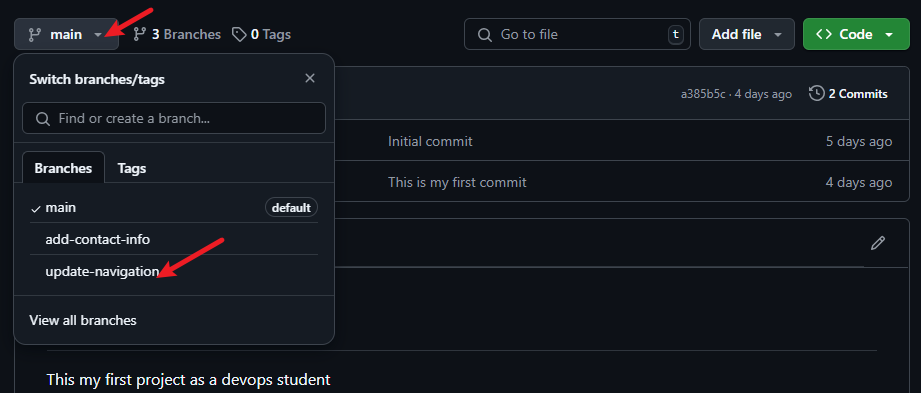 main 3 Branches 0 Tags Go to file t Add file <> Code
Switch branches/tags
a385b5c · 4 days ago 2 Commits
Find or create a branch...
Initial commit 5 days ago
Branches Tags
This is my first commit 4 days ago
main default
add-contact-info
update-navigation
View all branches
This my first project as a devops student